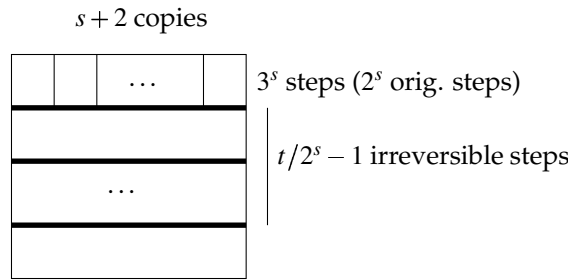 s + 2 copies
...
3^s steps (2^s orig. steps)
t/2^s − 1 irreversible steps
...